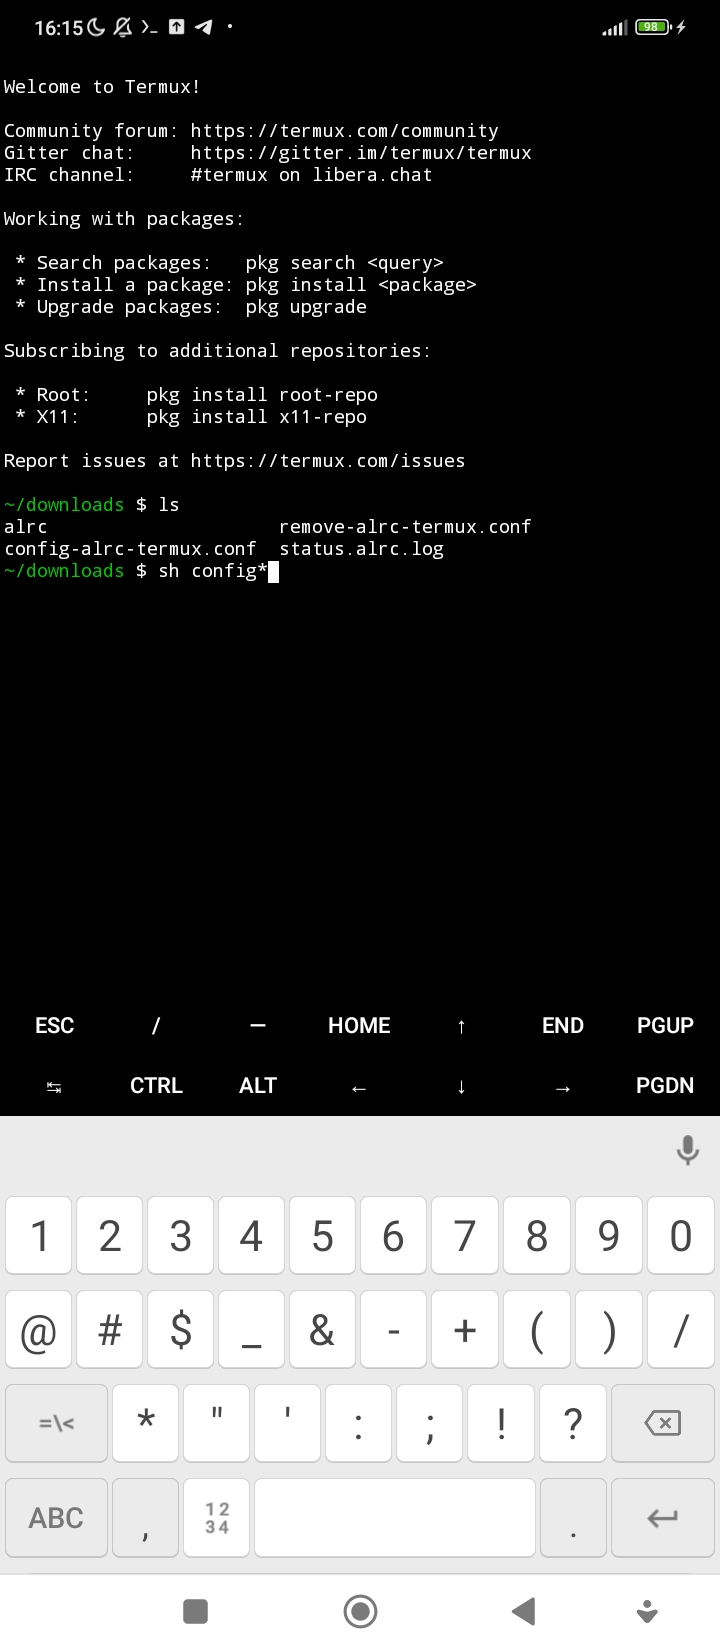 16:15
98
Welcome to Termux!
Community forum: https://termux.com/community
Gitter chat:     https://gitter.im/termux/termux
IRC channel:     #termux on libera.chat
Working with packages:
 * Search packages:   pkg search <query>
 * Install a package: pkg install <package>
 * Upgrade packages:  pkg upgrade
Subscribing to additional repositories:
 * Root:     pkg install root-repo
 * X11:      pkg install x11-repo
Report issues at https://termux.com/issues
~/downloads $ ls
alrc                     remove-alrc-termux.conf
config-alrc-termux.conf  status.alrc.log
~/downloads $ sh config*
ESC / — HOME ↑ END PGUP
↹ CTRL ALT ← ↓ → PGDN
1 2 3 4 5 6 7 8 9 0
@ # $ _ & - + ( ) /
=\< * " ' : ; ! ?
ABC , 12 .
34